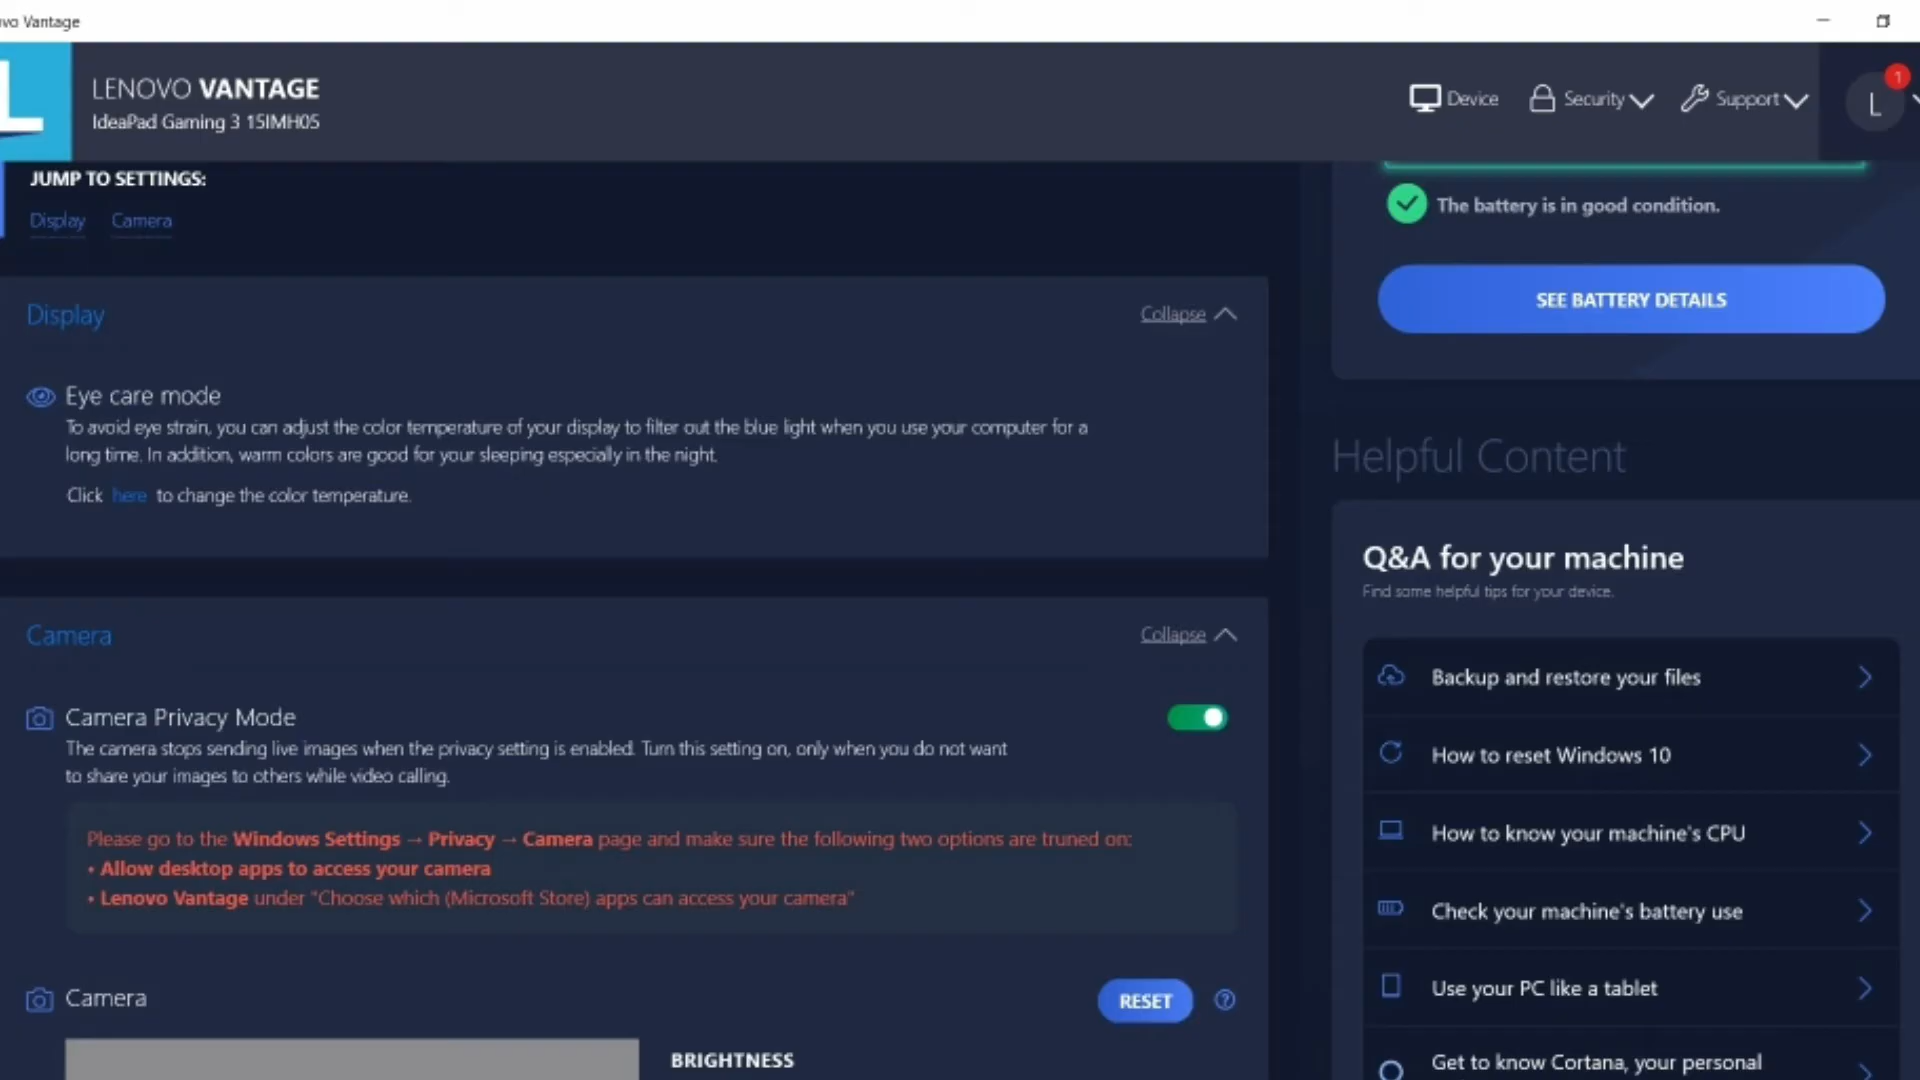 vo Vantage
L
LENOVO VANTAGE
IdeaPad Gaming 3 15IMH05
Device
Security
Support
L
1
JUMP TO SETTINGS:
Display Camera
Display
Collapse
Eye care mode
To avoid eye strain, you can adjust the color temperature of your display to filter out the blue light when you use your computer for a
long time. In addition, warm colors are good for your sleeping especially in the night.
Click here to change the color temperature.
Camera
Collapse
Camera Privacy Mode
The camera stops sending live images when the privacy setting is enabled. Turn this setting on, only when you do not want
to share your images to others while video calling.
Please go to the Windows Settings → Privacy → Camera page and make sure the following two options are truned on:
• Allow desktop apps to access your camera
• Lenovo Vantage under "Choose which (Microsoft Store) apps can access your camera"
Camera
RESET
?
BRIGHTNESS
The battery is in good condition.
SEE BATTERY DETAILS
Helpful Content
Q&A for your machine
Find some helpful tips for your device.
Backup and restore your files
How to reset Windows 10
How to know your machine's CPU
Check your machine's battery use
Use your PC like a tablet
Get to know Cortana, your personal